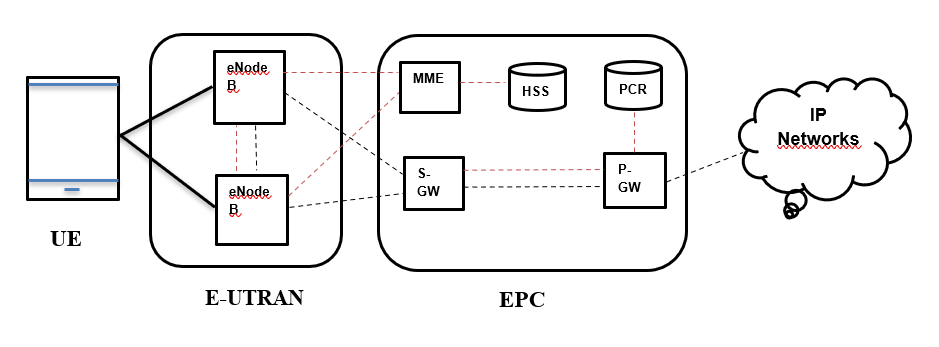 eNode
B
eNode
B
UE
E-UTRAN
MME
HSS
PCR
S-
GW
P-
GW
EPC
IP
Networks